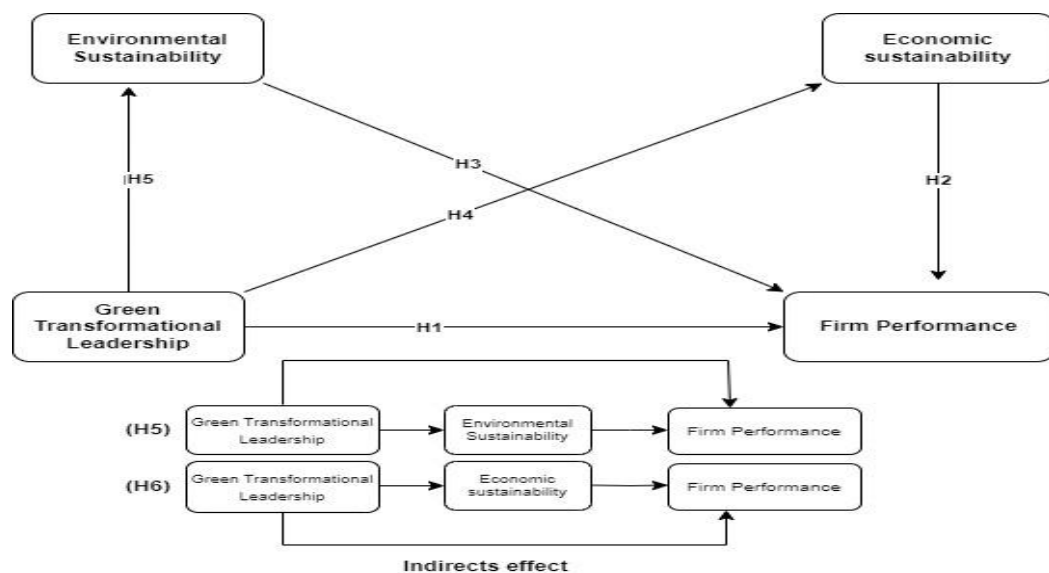 Environmental
Sustainability
Economic
sustainability
H3
H5
H2
H4
Green
Transformational
Leadership
H1
Firm Performance
(H5)
Green Transformational
Leadership
Environmental
Sustainability
Firm Performance
(H6)
Green Transformational
Leadership
Economic
sustainability
Firm Performance
Indirects effect